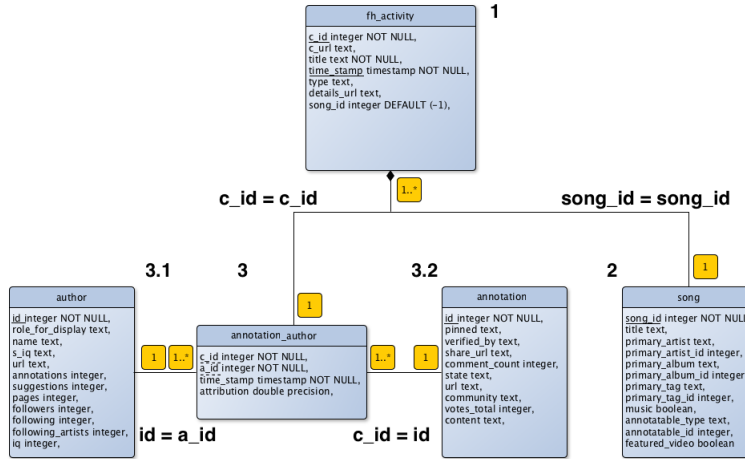 fh_activity
1
c_id integer NOT NULL,
c_url text,
title text NOT NULL,
time_stamp timestamp NOT NULL,
type text,
details_url text,
song_id integer DEFAULT (-1),
1..*
c_id = c_id
song_id = song_id
1
1
3.1
author
id integer NOT NULL,
role_for_display text,
name text,
s_iq text,
url text,
annotations integer,
suggestions integer,
pages integer,
followers integer,
following integer,
following_artists integer,
iq integer,
1
1..*
id = a_id
3
annotation_author
c_id integer NOT NULL,
a_id integer NOT NULL,
time_stamp timestamp NOT NULL,
attribution double precision,
1..*
1
c_id = id
3.2
annotation
id integer NOT NULL,
pinned text,
verified_by text,
share_url text,
comment_count integer,
state text,
url text,
community text,
votes_total integer,
content text,
2
song
song_id integer NOT NULL,
title text,
primary_artist text,
primary_artist_id integer,
primary_album text,
primary_album_id integer
primary_tag text,
primary_tag_id integer,
music boolean,
annotatable_type text,
annotatable_id integer,
featured_video boolean